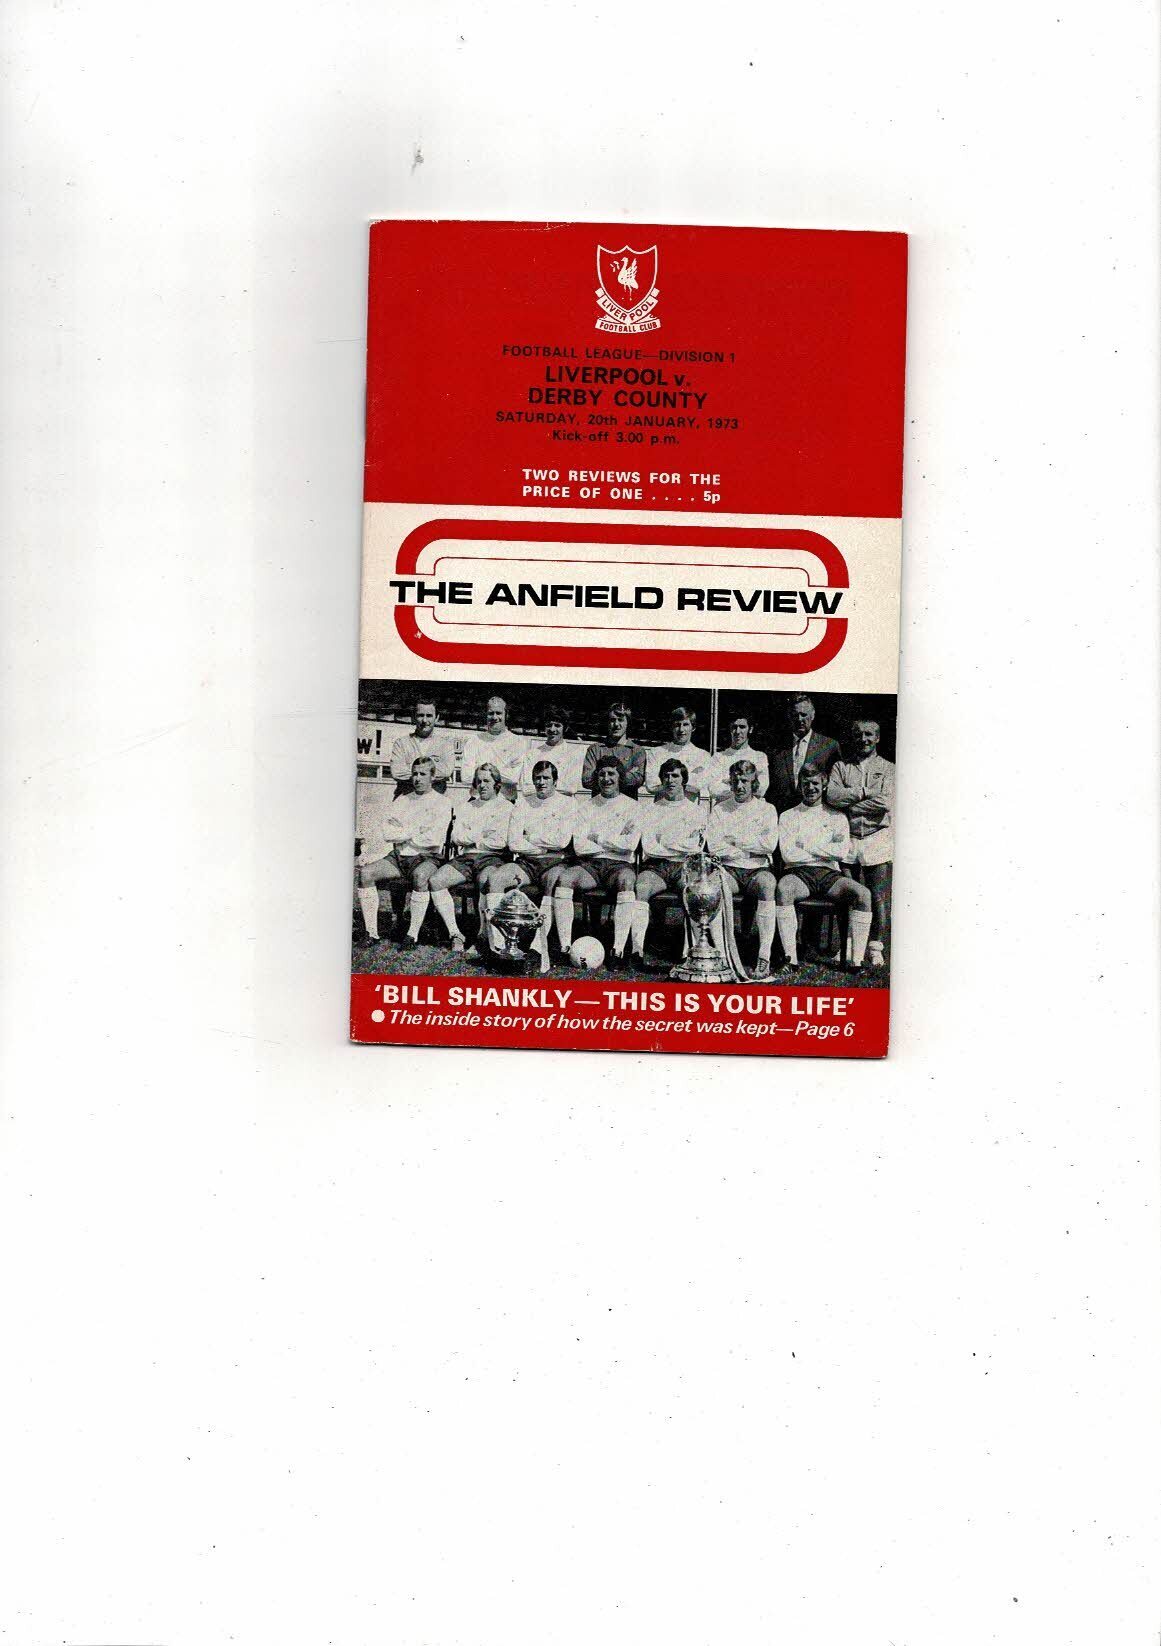 LIVERPOOL
FOOTBALL CLUB
FOOTBALL LEAGUE—DIVISION 1
LIVERPOOL v.
DERBY COUNTY
SATURDAY, 20th JANUARY, 1973
Kick-off 3.00 p.m.
TWO REVIEWS FOR THE
PRICE OF ONE . . . . 5p
THE ANFIELD REVIEW
w!
'BILL SHANKLY—THIS IS YOUR LIFE'
● The inside story of how the secret was kept—Page 6